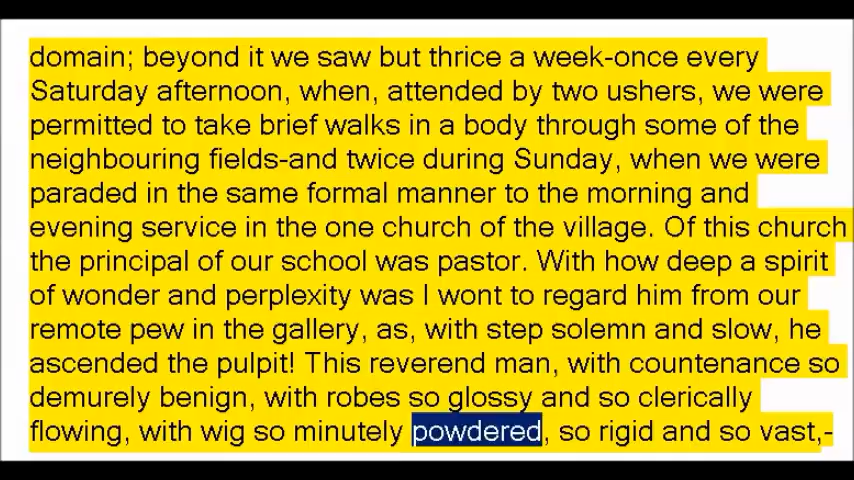 domain; beyond it we saw but thrice a week-once every
Saturday afternoon, when, attended by two ushers, we were
permitted to take brief walks in a body through some of the
neighbouring fields-and twice during Sunday, when we were
paraded in the same formal manner to the morning and
evening service in the one church of the village. Of this church
the principal of our school was pastor. With how deep a spirit
of wonder and perplexity was I wont to regard him from our
remote pew in the gallery, as, with step solemn and slow, he
ascended the pulpit! This reverend man, with countenance so
demurely benign, with robes so glossy and so clerically
flowing, with wig so minutely powdered, so rigid and so vast,-